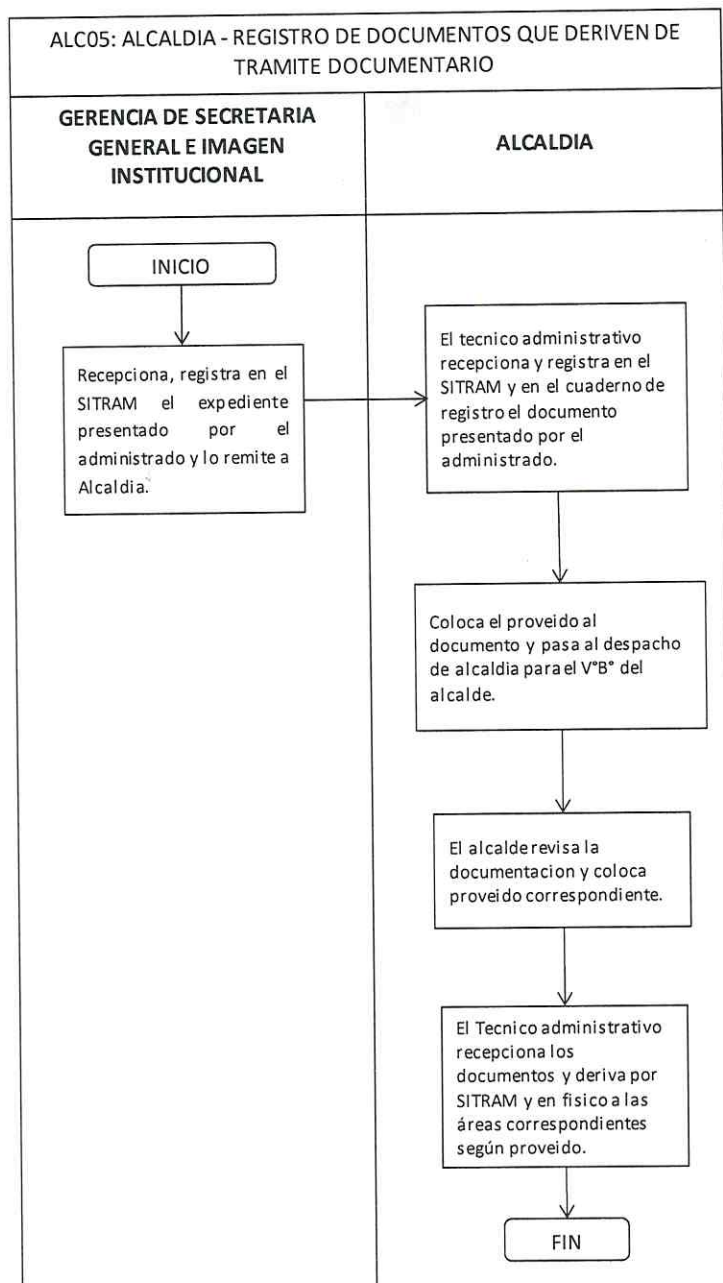 ALC05: ALCALDIA - REGISTRO DE DOCUMENTOS QUE DERIVEN DE
TRAMITE DOCUMENTARIO
GERENCIA DE SECRETARIA
GENERAL E IMAGEN
INSTITUCIONAL
ALCALDIA
INICIO
Recepciona, registra en el
SITRAM el expediente
presentado por el
administrado y lo remite a
Alcaldia.
El tecnico administrativo
recepciona y registra en el
SITRAM y en el cuaderno de
registro el documento
presentado por el
administrado.
Coloca el proveido al
documento y pasa al despacho
de alcaldia para el V°B° del
alcalde.
El alcalde revisa la
documentacion y coloca
proveido correspondiente.
El Tecnico administrativo
recepciona los
documentos y deriva por
SITRAM y en fisico a las
áreas correspondientes
según proveido.
FIN